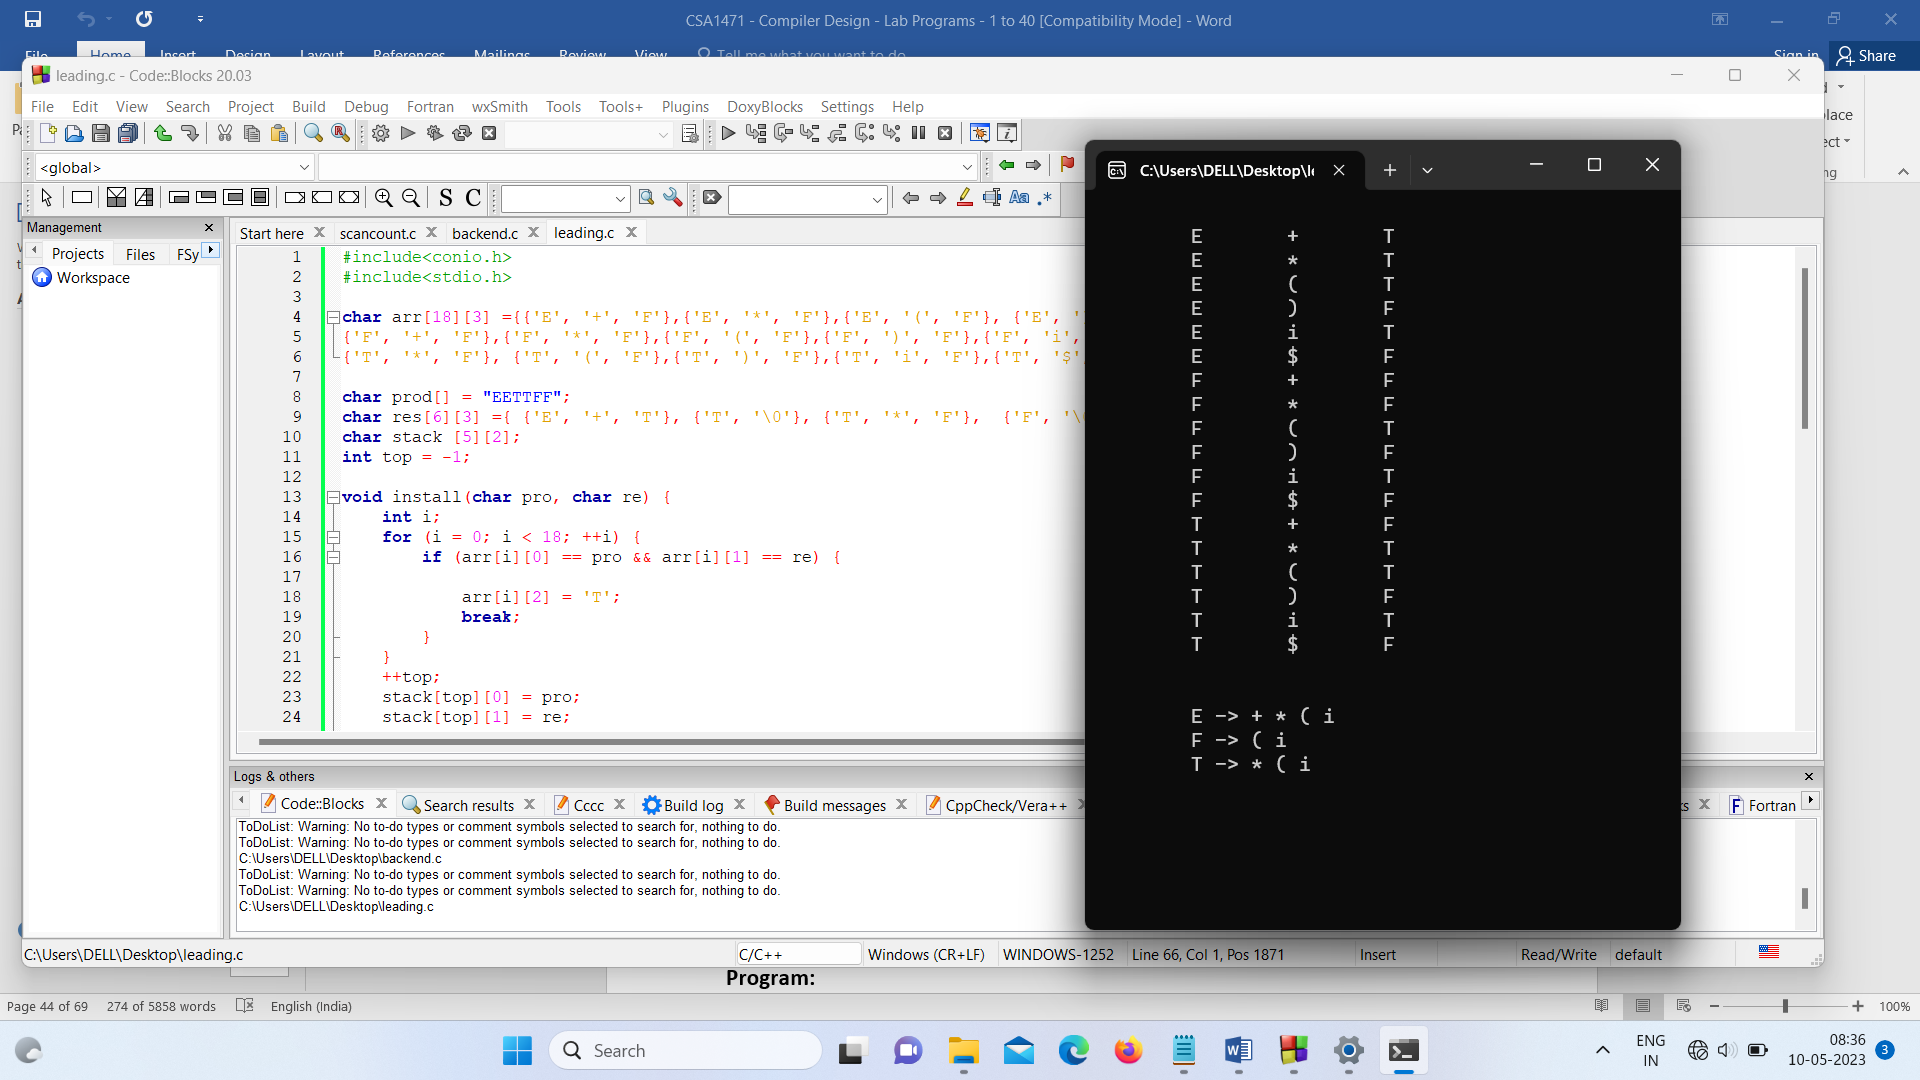 CSA1471 - Compiler Design - Lab Programs - 1 to 40 [Compatibility Mode] - Word
File Home Insert Design Layout References Mailings Review View Tell me what you want to do Sign in Share
leading.c - Code::Blocks 20.03
File Edit View Search Project Build Debug Fortran wxSmith Tools Tools+ Plugins DoxyBlocks Settings Help
<global>
S C
Aa .*
Management
Projects Files FSy
Workspace
Start here scancount.c backend.c leading.c
1 #include<conio.h>
2 #include<stdio.h>
3
4 char arr[18][3] ={{'E', '+', 'F'},{'E', '*', 'F'},{'E', '(', 'F'}, {'E', '
5 {'F', '+', 'F'},{'F', '*', 'F'},{'F', '(', 'F'},{'F', ')', 'F'},{'F', 'i',
6 {'T', '*', 'F'}, {'T', '(', 'F'},{'T', ')', 'F'},{'T', 'i', 'F'},{'T', '$'
7
8 char prod[] = "EETTFF";
9 char res[6][3] ={ {'E', '+', 'T'}, {'T', '\0'}, {'T', '*', 'F'},  {'F', '\
10 char stack [5][2];
11 int top = -1;
12
13 void install(char pro, char re) {
14 int i;
15 for (i = 0; i < 18; ++i) {
16 if (arr[i][0] == pro && arr[i][1] == re) {
17
18 arr[i][2] = 'T';
19 break;
20 }
21 }
22 ++top;
23 stack[top][0] = pro;
24 stack[top][1] = re;
C:\Users\DELL\Desktop\le
E + T
E * T
E ( T
E ) F
E i T
E $ F
F + F
F * F
F ( T
F ) F
F i T
F $ F
T + F
T * T
T ( T
T ) F
T i T
T $ F
E -> + * ( i
F -> ( i
T -> * ( i
Logs & others
Code::Blocks Search results Cccc Build log Build messages CppCheck/Vera++ Fortran
ToDoList: Warning: No to-do types or comment symbols selected to search for, nothing to do.
ToDoList: Warning: No to-do types or comment symbols selected to search for, nothing to do.
C:\Users\DELL\Desktop\backend.c
ToDoList: Warning: No to-do types or comment symbols selected to search for, nothing to do.
ToDoList: Warning: No to-do types or comment symbols selected to search for, nothing to do.
C:\Users\DELL\Desktop\leading.c
C:\Users\DELL\Desktop\leading.c C/C++ Windows (CR+LF) WINDOWS-1252 Line 66, Col 1, Pos 1871 Insert Read/Write default
Program:
Page 44 of 69 274 of 5858 words English (India) 100%
Search
ENG
IN
08:36
10-05-2023
3